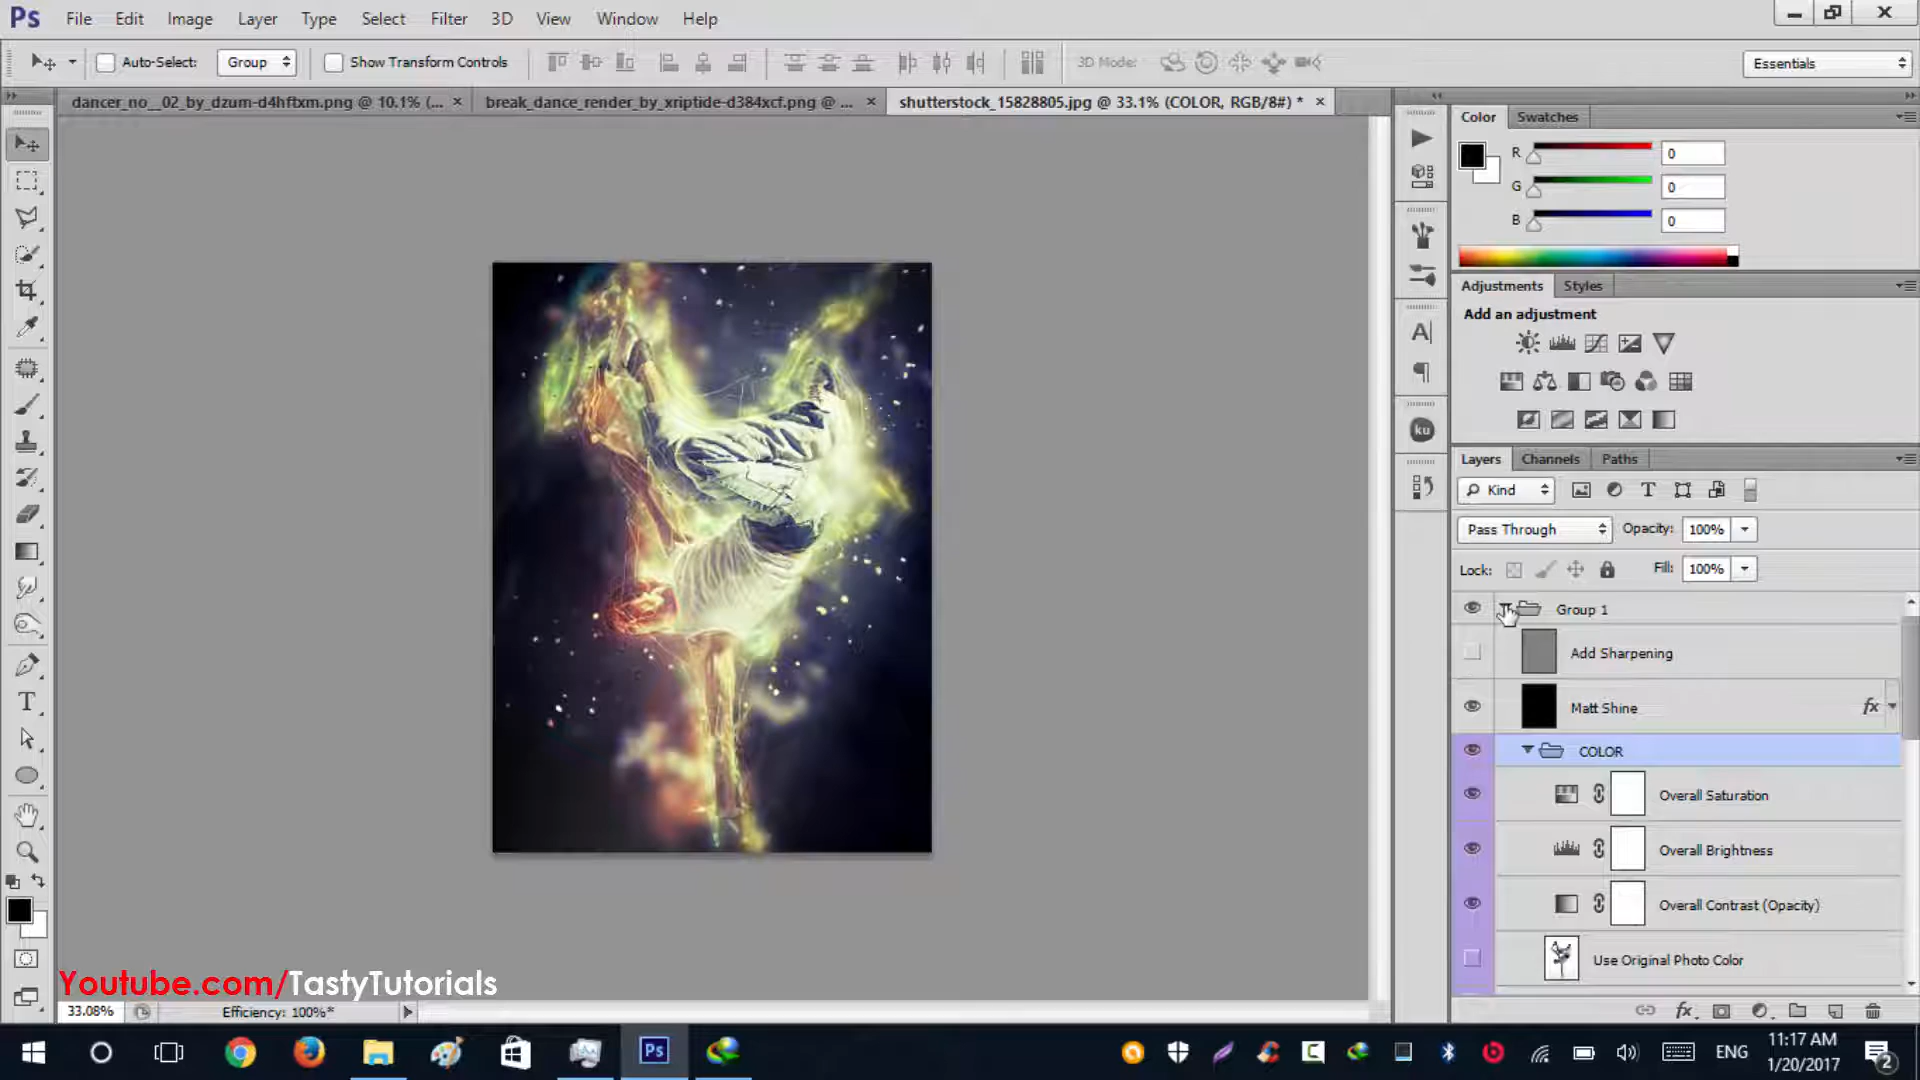 Ps File Edit Image Layer Type Select Filter 3D View Window Help
Auto-Select: Group Show Transform Controls 3D Mode: Essentials
dancer_no__02_by_dzum-d4hftxm.png @ 10.1% (... × break_dance_render_by_xriptide-d384xcf.png @ ... × shutterstock_15828805.jpg @ 33.1% (COLOR, RGB/8#) * ×
Color Swatches
R 0
G 0
B 0
Adjustments Styles
Add an adjustment
Layers Channels Paths
Kind
Pass Through Opacity: 100%
Lock: Fill: 100%
Group 1
Add Sharpening
Matt Shine fx
COLOR
Overall Saturation
Overall Brightness
Overall Contrast (Opacity)
Use Original Photo Color
ku
Youtube.com/TastyTutorials
33.08% Efficiency: 100%*
Ps
ENG
11:17 AM
1/20/2017
2